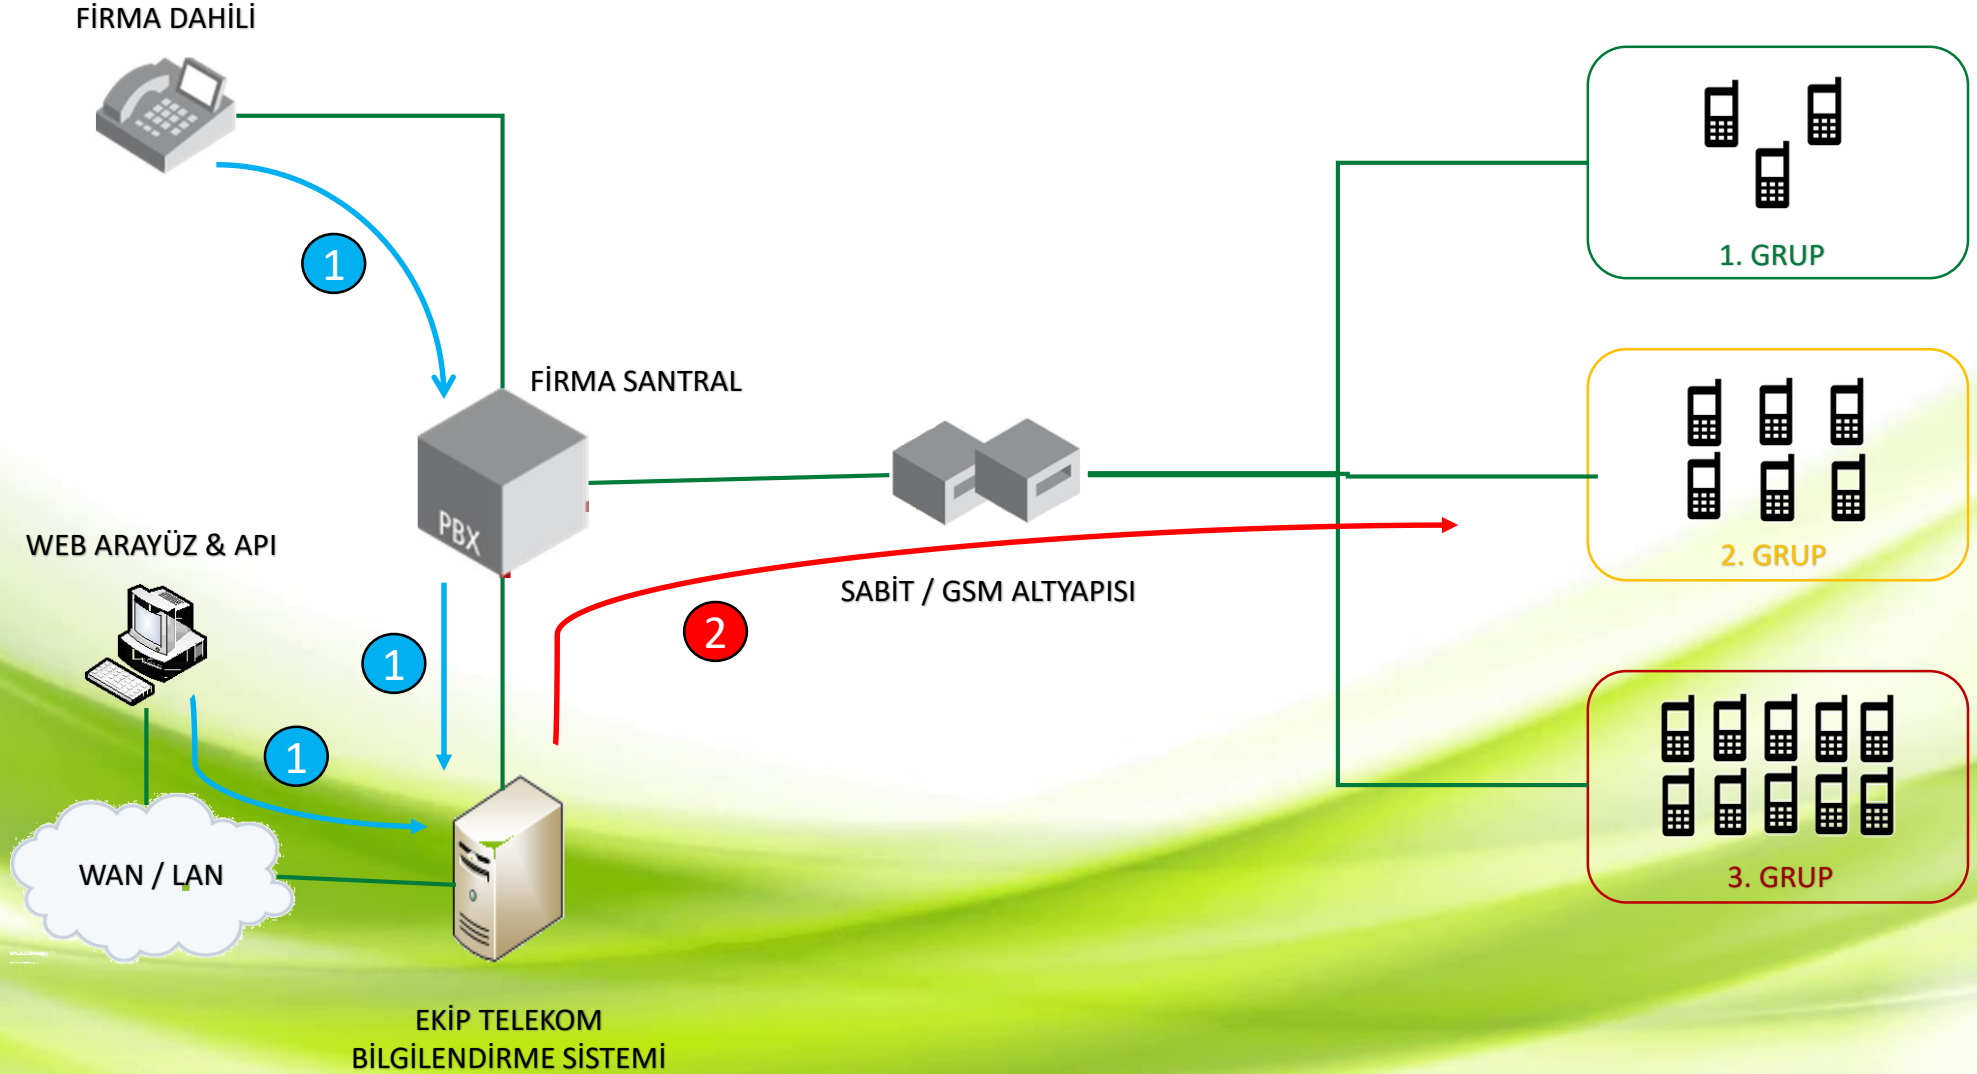 FİRMA DAHİLİ
1
FİRMA SANTRAL
PBX
1. GRUP
2. GRUP
WEB ARAYÜZ & API
SABİT / GSM ALTYAPISI
2
1
1
WAN / LAN
3. GRUP
EKİP TELEKOM
BİLGİLENDİRME SİSTEMİ